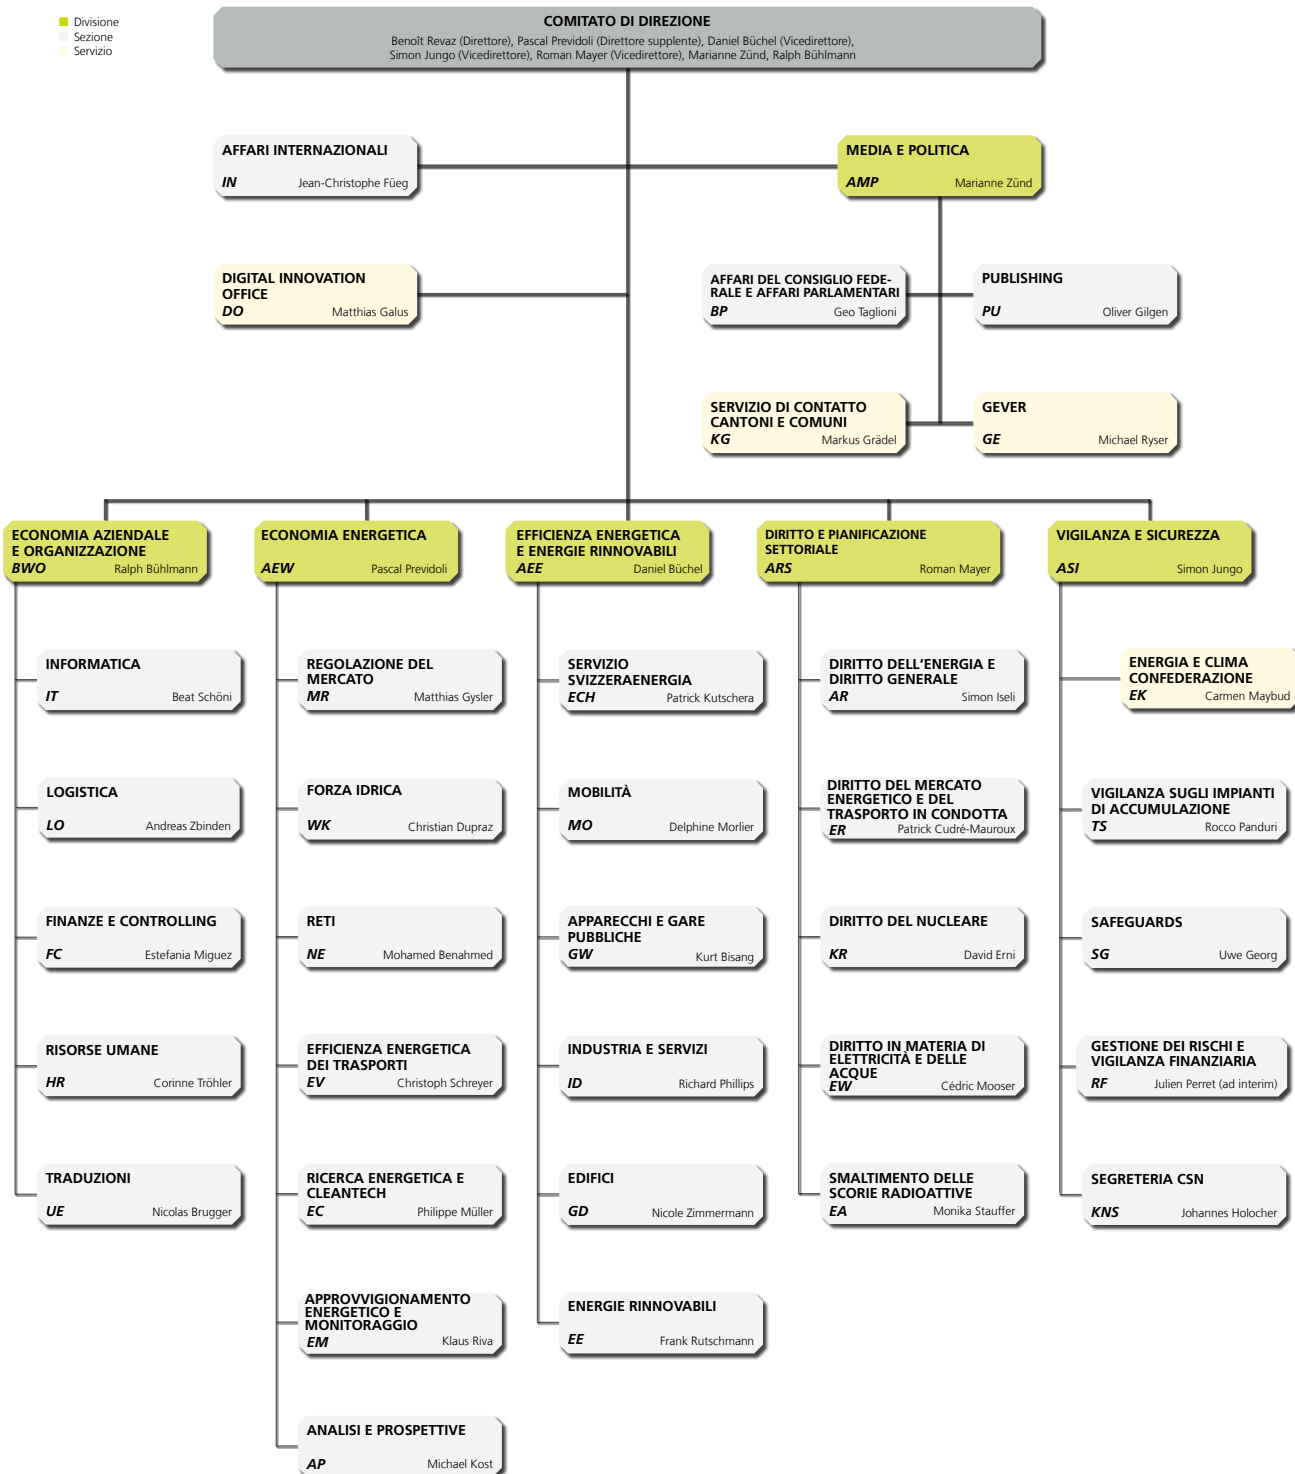 Divisione
Sezione
Servizio
COMITATO DI DIREZIONE
Benoît Revaz (Direttore), Pascal Previdoli (Direttore supplente), Daniel Büchel (Vicedirettore),
Simon Jungo (Vicedirettore), Roman Mayer (Vicedirettore), Marianne Zünd, Ralph Bühlmann
AFFARI INTERNAZIONALI
IN Jean-Christophe Füeg
MEDIA E POLITICA
AMP Marianne Zünd
DIGITAL INNOVATION
OFFICE
DO Matthias Galus
AFFARI DEL CONSIGLIO FEDE-
RALE E AFFARI PARLAMENTARI
BP Geo Taglioni
PUBLISHING
PU Oliver Gilgen
SERVIZIO DI CONTATTO
CANTONI E COMUNI
KG Markus Grädel
GEVER
GE Michael Ryser
ECONOMIA AZIENDALE
E ORGANIZZAZIONE
BWO Ralph Bühlmann
INFORMATICA
IT Beat Schöni
LOGISTICA
LO Andreas Zbinden
FINANZE E CONTROLLING
FC Estefania Miguez
RISORSE UMANE
HR Corinne Tröhler
TRADUZIONI
UE Nicolas Brugger
ECONOMIA ENERGETICA
AEW Pascal Previdoli
REGOLAZIONE DEL
MERCATO
MR Matthias Gysler
FORZA IDRICA
WK Christian Dupraz
RETI
NE Mohamed Benahmed
EFFICIENZA ENERGETICA
DEI TRASPORTI
EV Christoph Schreyer
RICERCA ENERGETICA E
CLEANTECH
EC Philippe Müller
APPROVVIGIONAMENTO
ENERGETICO E
MONITORAGGIO
EM Klaus Riva
ANALISI E PROSPETTIVE
AP Michael Kost
EFFICIENZA ENERGETICA
E ENERGIE RINNOVABILI
AEE Daniel Büchel
SERVIZIO
SVIZZERAENERGIA
ECH Patrick Kutschera
MOBILITÀ
MO Delphine Morlier
APPARECCHI E GARE
PUBBLICHE
GW Kurt Bisang
INDUSTRIA E SERVIZI
ID Richard Phillips
EDIFICI
GD Nicole Zimmermann
ENERGIE RINNOVABILI
EE Frank Rutschmann
DIRITTO E PIANIFICAZIONE
SETTORIALE
ARS Roman Mayer
DIRITTO DELL'ENERGIA E
DIRITTO GENERALE
AR Simon Iseli
DIRITTO DEL MERCATO
ENERGETICO E DEL
TRASPORTO IN CONDOTTA
ER Patrick Cudré-Mauroux
DIRITTO DEL NUCLEARE
KR David Erni
DIRITTO IN MATERIA DI
ELETTRICITÀ E DELLE
ACQUE
EW Cédric Mooser
SMALTIMENTO DELLE
SCORIE RADIOATTIVE
EA Monika Stauffer
VIGILANZA E SICUREZZA
ASI Simon Jungo
ENERGIA E CLIMA
CONFEDERAZIONE
EK Carmen Maybud
VIGILANZA SUGLI IMPIANTI
DI ACCUMULAZIONE
TS Rocco Panduri
SAFEGUARDS
SG Uwe Georg
GESTIONE DEI RISCHI E
VIGILANZA FINANZIARIA
RF Julien Perret (ad interim)
SEGRETERIA CSN
KNS Johannes Holocher